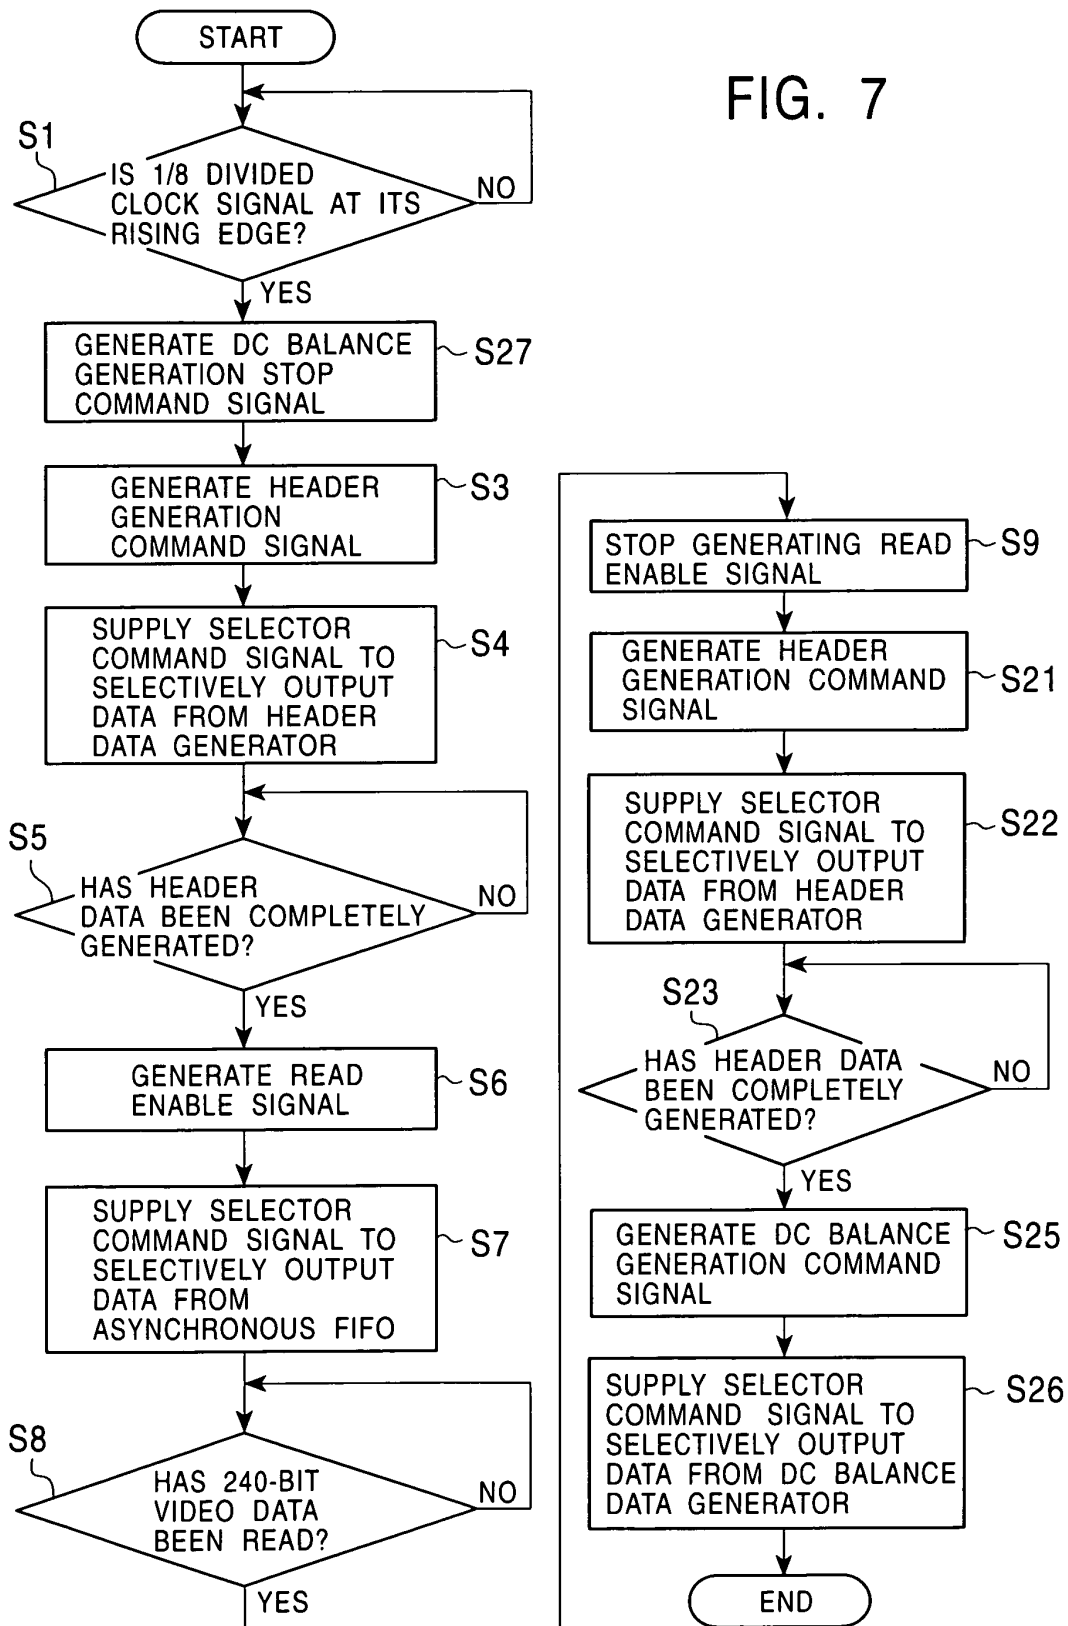 START
FIG. 7
S1
IS 1/8 DIVIDED
CLOCK SIGNAL AT ITS
RISING EDGE?
NO
YES
GENERATE DC BALANCE
GENERATION STOP
COMMAND SIGNAL
S27
GENERATE HEADER
GENERATION
COMMAND SIGNAL
S3
SUPPLY SELECTOR
COMMAND SIGNAL TO
SELECTIVELY OUTPUT
DATA FROM HEADER
DATA GENERATOR
S4
S5
HAS HEADER
DATA BEEN COMPLETELY
GENERATED?
NO
YES
GENERATE READ
ENABLE SIGNAL
S6
SUPPLY SELECTOR
COMMAND SIGNAL TO
SELECTIVELY OUTPUT
DATA FROM
ASYNCHRONOUS FIFO
S7
S8
HAS 240-BIT
VIDEO DATA
BEEN READ?
NO
YES
STOP GENERATING READ
ENABLE SIGNAL
S9
GENERATE HEADER
GENERATION COMMAND
SIGNAL
S21
SUPPLY SELECTOR
COMMAND SIGNAL TO
SELECTIVELY OUTPUT
DATA FROM HEADER
DATA GENERATOR
S22
S23
HAS HEADER DATA
BEEN COMPLETELY
GENERATED?
NO
YES
GENERATE DC BALANCE
GENERATION COMMAND
SIGNAL
S25
SUPPLY SELECTOR
COMMAND SIGNAL TO
SELECTIVELY OUTPUT
DATA FROM DC BALANCE
DATA GENERATOR
S26
END